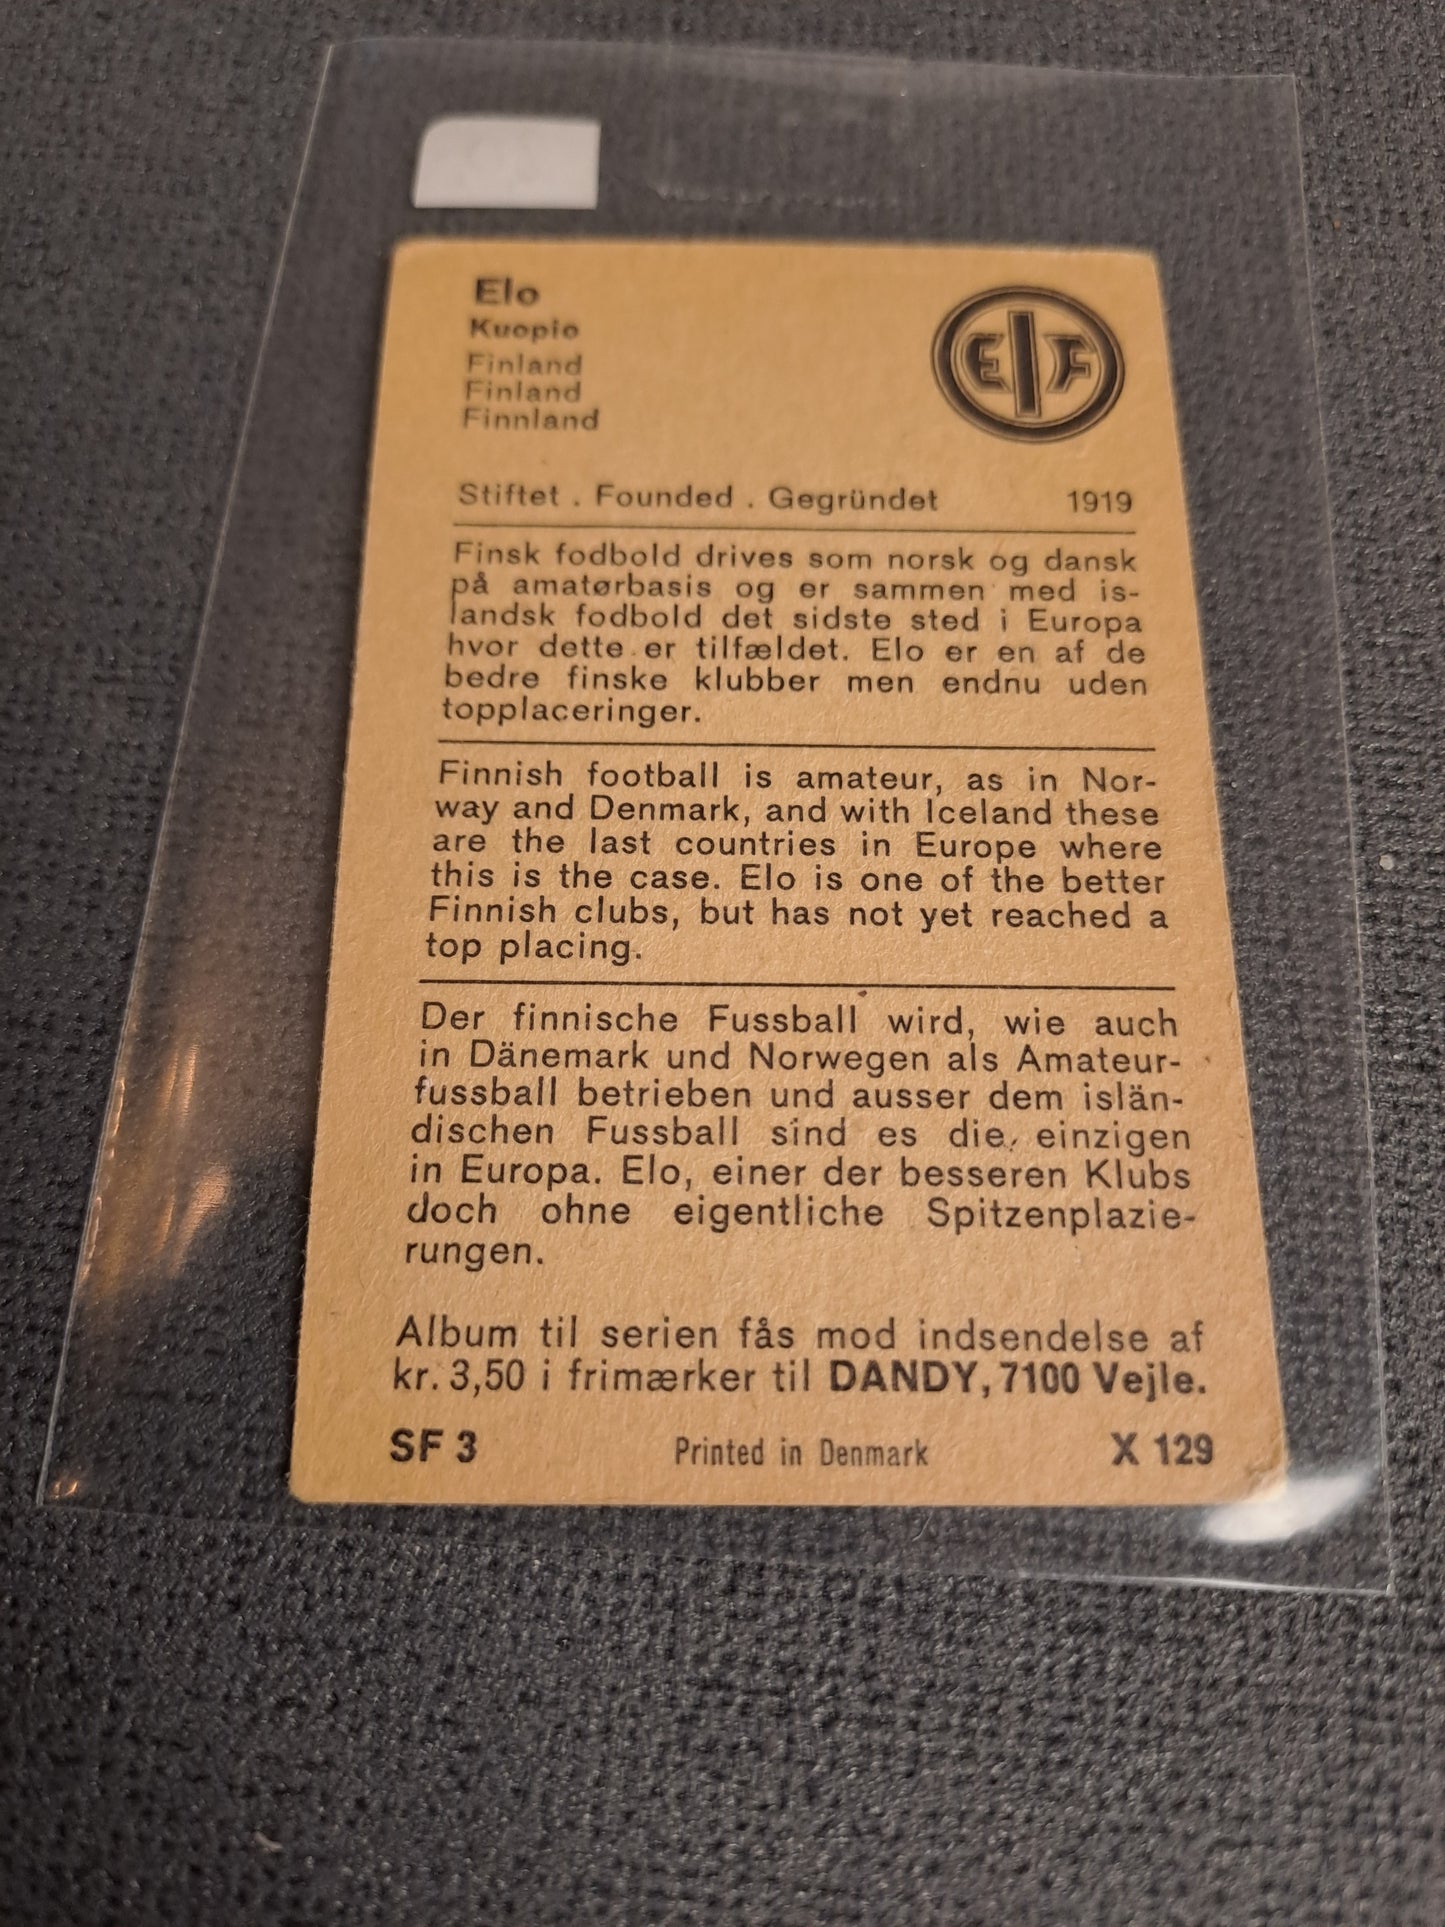 Elo
Kuopio
Finland
Finland
Finnland
E I F
Stiftet . Founded . Gegründet 1919
Finsk fodbold drives som norsk og dansk
på amatørbasis og er sammen med is-
landsk fodbold det sidste sted i Europa
hvor dette er tilfældet. Elo er en af de
bedre finske klubber men endnu uden
topplaceringer.
Finnish football is amateur, as in Nor-
way and Denmark, and with Iceland these
are the last countries in Europe where
this is the case. Elo is one of the better
Finnish clubs, but has not yet reached a
top placing.
Der finnische Fussball wird, wie auch
in Dänemark und Norwegen als Amateur-
fussball betrieben und ausser dem islän-
dischen Fussball sind es die einzigen
in Europa. Elo, einer der besseren Klubs
doch ohne eigentliche Spitzenplazie-
rungen.
Album til serien fås mod indsendelse af
kr. 3,50 i frimærker til DANDY, 7100 Vejle.
SF 3 Printed in Denmark X 129